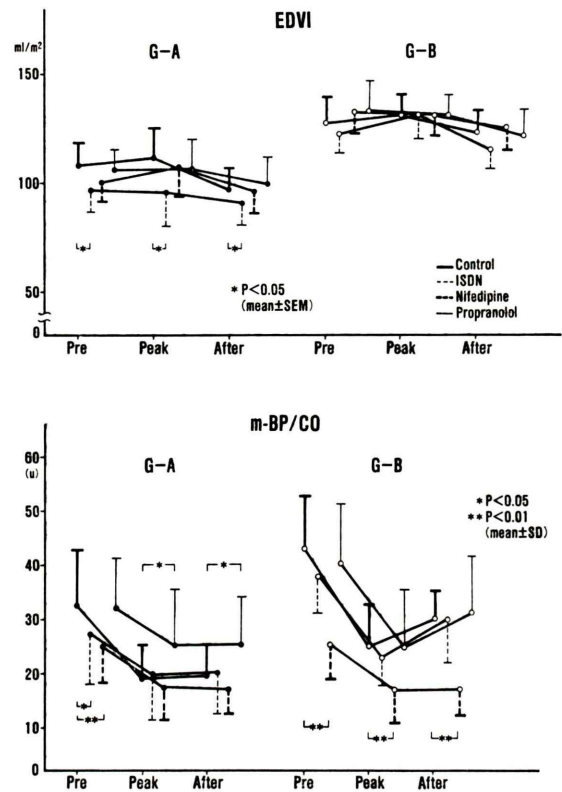 EDVI
ml/m²
G–A
G–B
150
100
50
0
* * *
* P<0.05
(mean±SEM)
Control
ISDN
Nifedipine
Propranolol
Pre Peak After Pre Peak After
m-BP/CO
60
(u)
G–A
G–B
* P<0.05
** P<0.01
(mean±SD)
50
40
* *
30
20
*
**
** ** **
10
0
Pre Peak After Pre Peak After